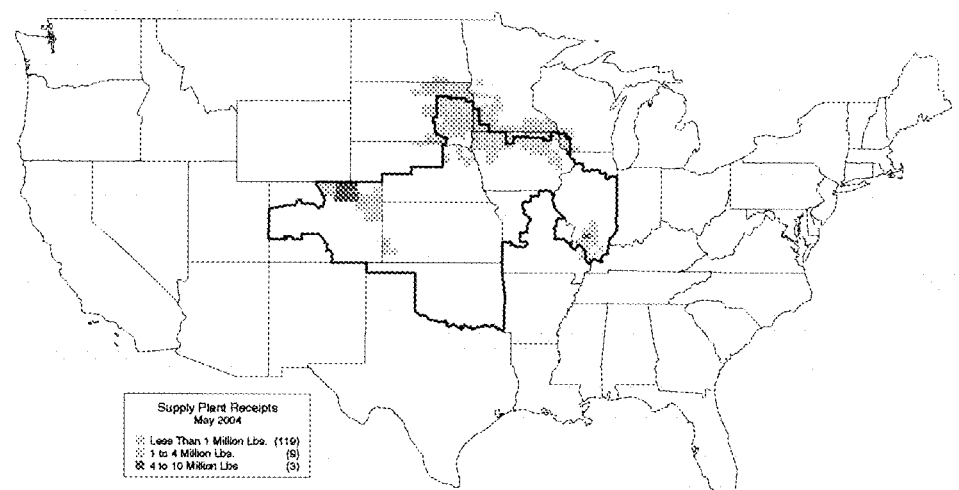 Supply Plant Receipts
May 2004
Less Than 1 Million Lbs. (119)
1 to 4 Million Lbs. (9)
4 to 10 Million Lbs (3)